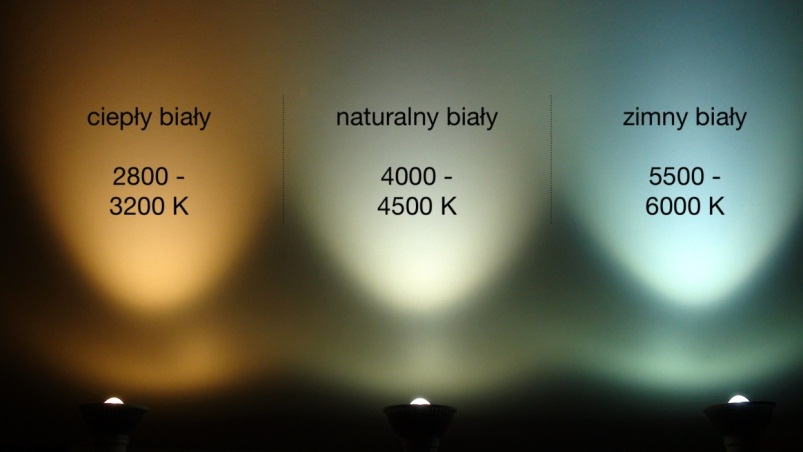 ciepły biały
2800 -
3200 K
naturalny biały
4000 -
4500 K
zimny biały
5500 -
6000 K